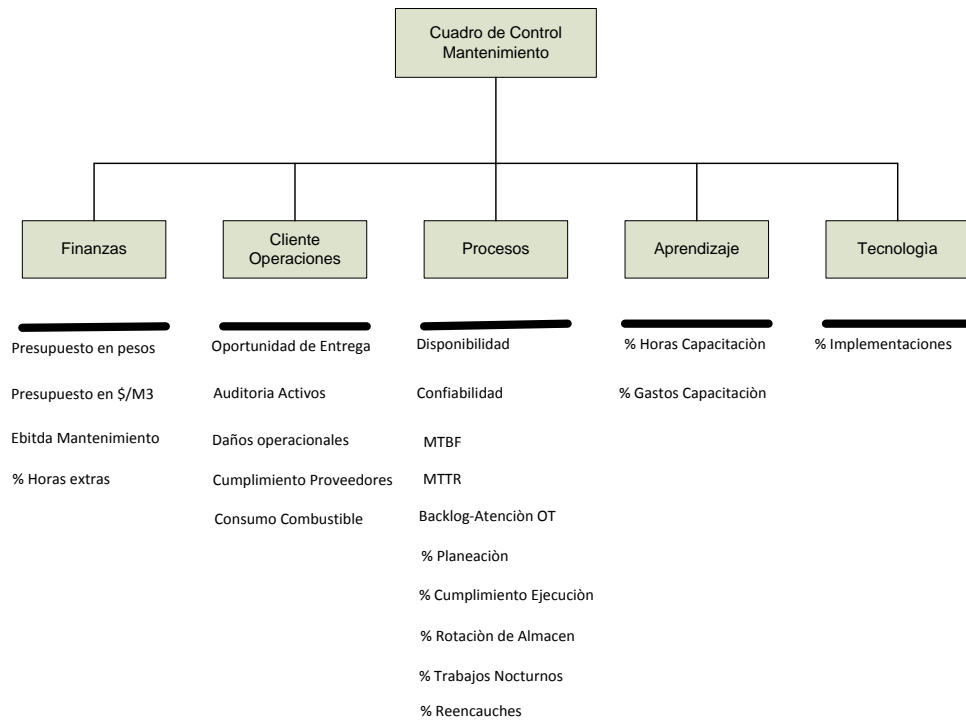 Cuadro de Control
Mantenimiento
Finanzas
Cliente
Operaciones
Procesos
Aprendizaje
Tecnologìa
Presupuesto en pesos
Presupuesto en $/M3
Ebitda Mantenimiento
% Horas extras
Oportunidad de Entrega
Auditoria Activos
Daños operacionales
Cumplimiento Proveedores
Consumo Combustible
Disponibilidad
Confiabilidad
MTBF
MTTR
Backlog-Atenciòn OT
% Planeaciòn
% Cumplimiento Ejecuciòn
% Rotaciòn de Almacen
% Trabajos Nocturnos
% Reencauches
% Horas Capacitaciòn
% Gastos Capacitaciòn
% Implementaciones